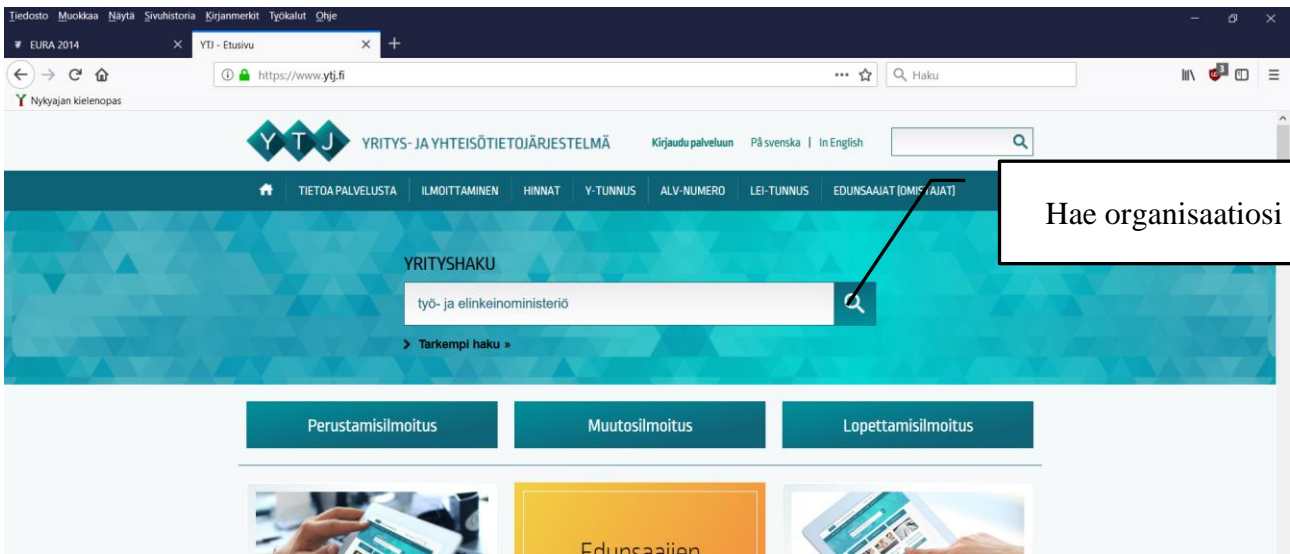 Tiedosto Muokkaa Näytä Sivuhistoria Kirjanmerkit Työkalut Ohje
EURA 2014
YTJ - Etusivu
https://www.ytj.fi
Haku
3
Nykyajan kielenopas
YTJ
YRITYS- JA YHTEISÖTIETOJÄRJESTELMÄ
Kirjaudu palveluun På svenska | In English
TIETOA PALVELUSTA ILMOITTAMINEN HINNAT Y-TUNNUS ALV-NUMERO LEI-TUNNUS EDUNSAAJAT (OMISTAJAT)
Hae organisaatiosi
YRITYSHAKU
työ- ja elinkeinoministeriö
Tarkempi haku »
Perustamisilmoitus Muutosilmoitus Lopettamisilmoitus
Edunsaajien